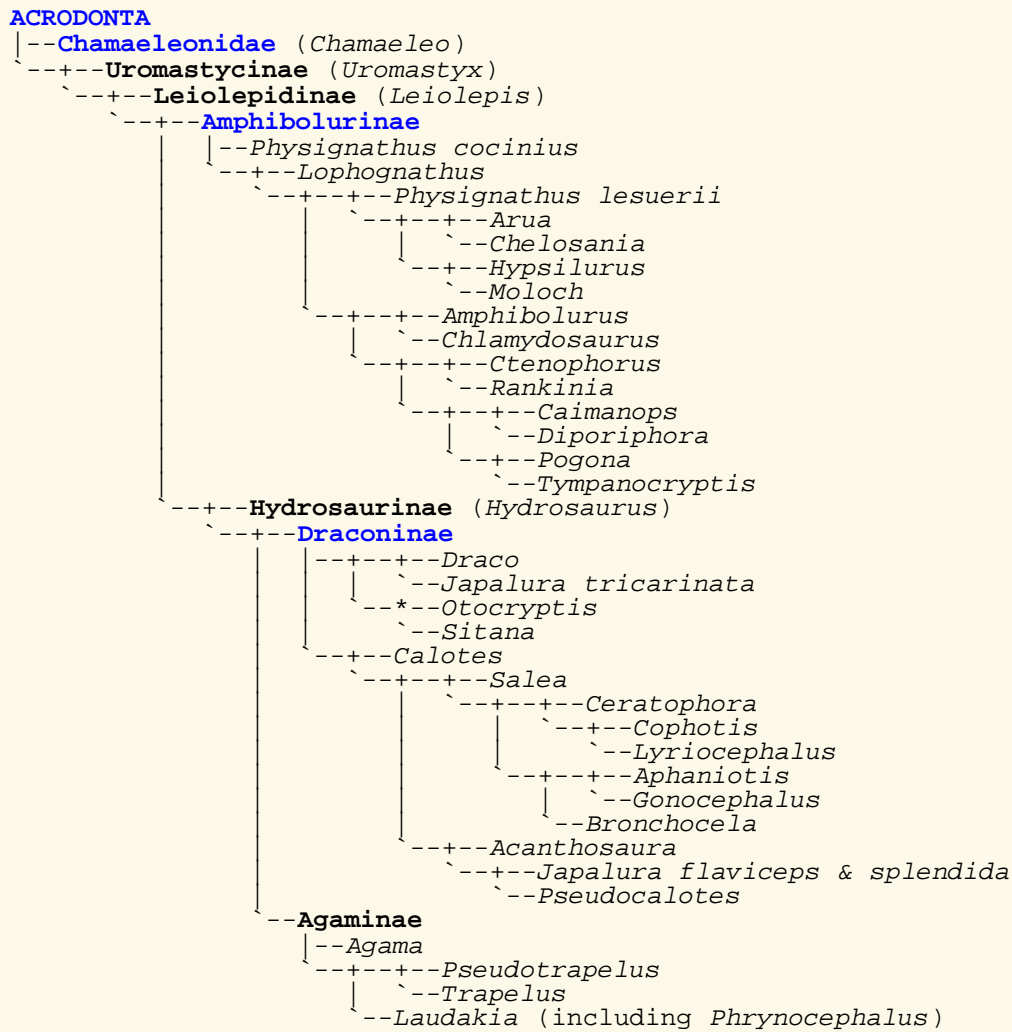 ACRODONTA
|--Chamaeleonidae (Chamaeleo)
`--+--Uromastycinae (Uromastyx)
   `--+--Leiolepidinae (Leiolepis)
      `--+--Amphibolurinae
         |  |--Physignathus cocinius
         |  `--+--Lophognathus
         |     `--+--+--Physignathus lesuerii
         |        |  `--+--+--Arua
         |        |     |  `--Chelosania
         |        |     `--+--Hypsilurus
         |        |        `--Moloch
         |        `--+--+--Amphibolurus
         |           |  `--Chlamydosaurus
         |           `--+--+--Ctenophorus
         |              |  `--Rankinia
         |              `--+--+--Caimanops
         |                 |  `--Diporiphora
         |                 `--+--Pogona
         |                    `--Tympanocryptis
         `--+--Hydrosaurinae (Hydrosaurus)
            `--+--Draconinae
               |  |--+--+--Draco
               |  |  |  `--Japalura tricarinata
               |  |  `--*--Otocryptis
               |  |     `--Sitana
               |  `--+--Calotes
               |     `--+--+--Salea
               |        |  `--+--+--Ceratophora
               |        |     |  `--+--Cophotis
               |        |     |     `--Lyriocephalus
               |        |     `--+--+--Aphaniotis
               |        |        |  `--Gonocephalus
               |        |        `--Bronchocela
               |        `--+--Acanthosaura
               |           `--+--Japalura flaviceps & splendida
               |              `--Pseudocalotes
               `--Agaminae
                  |--Agama
                  `--+--+--Pseudotrapelus
                     |  `--Trapelus
                     `--Laudakia (including Phrynocephalus)